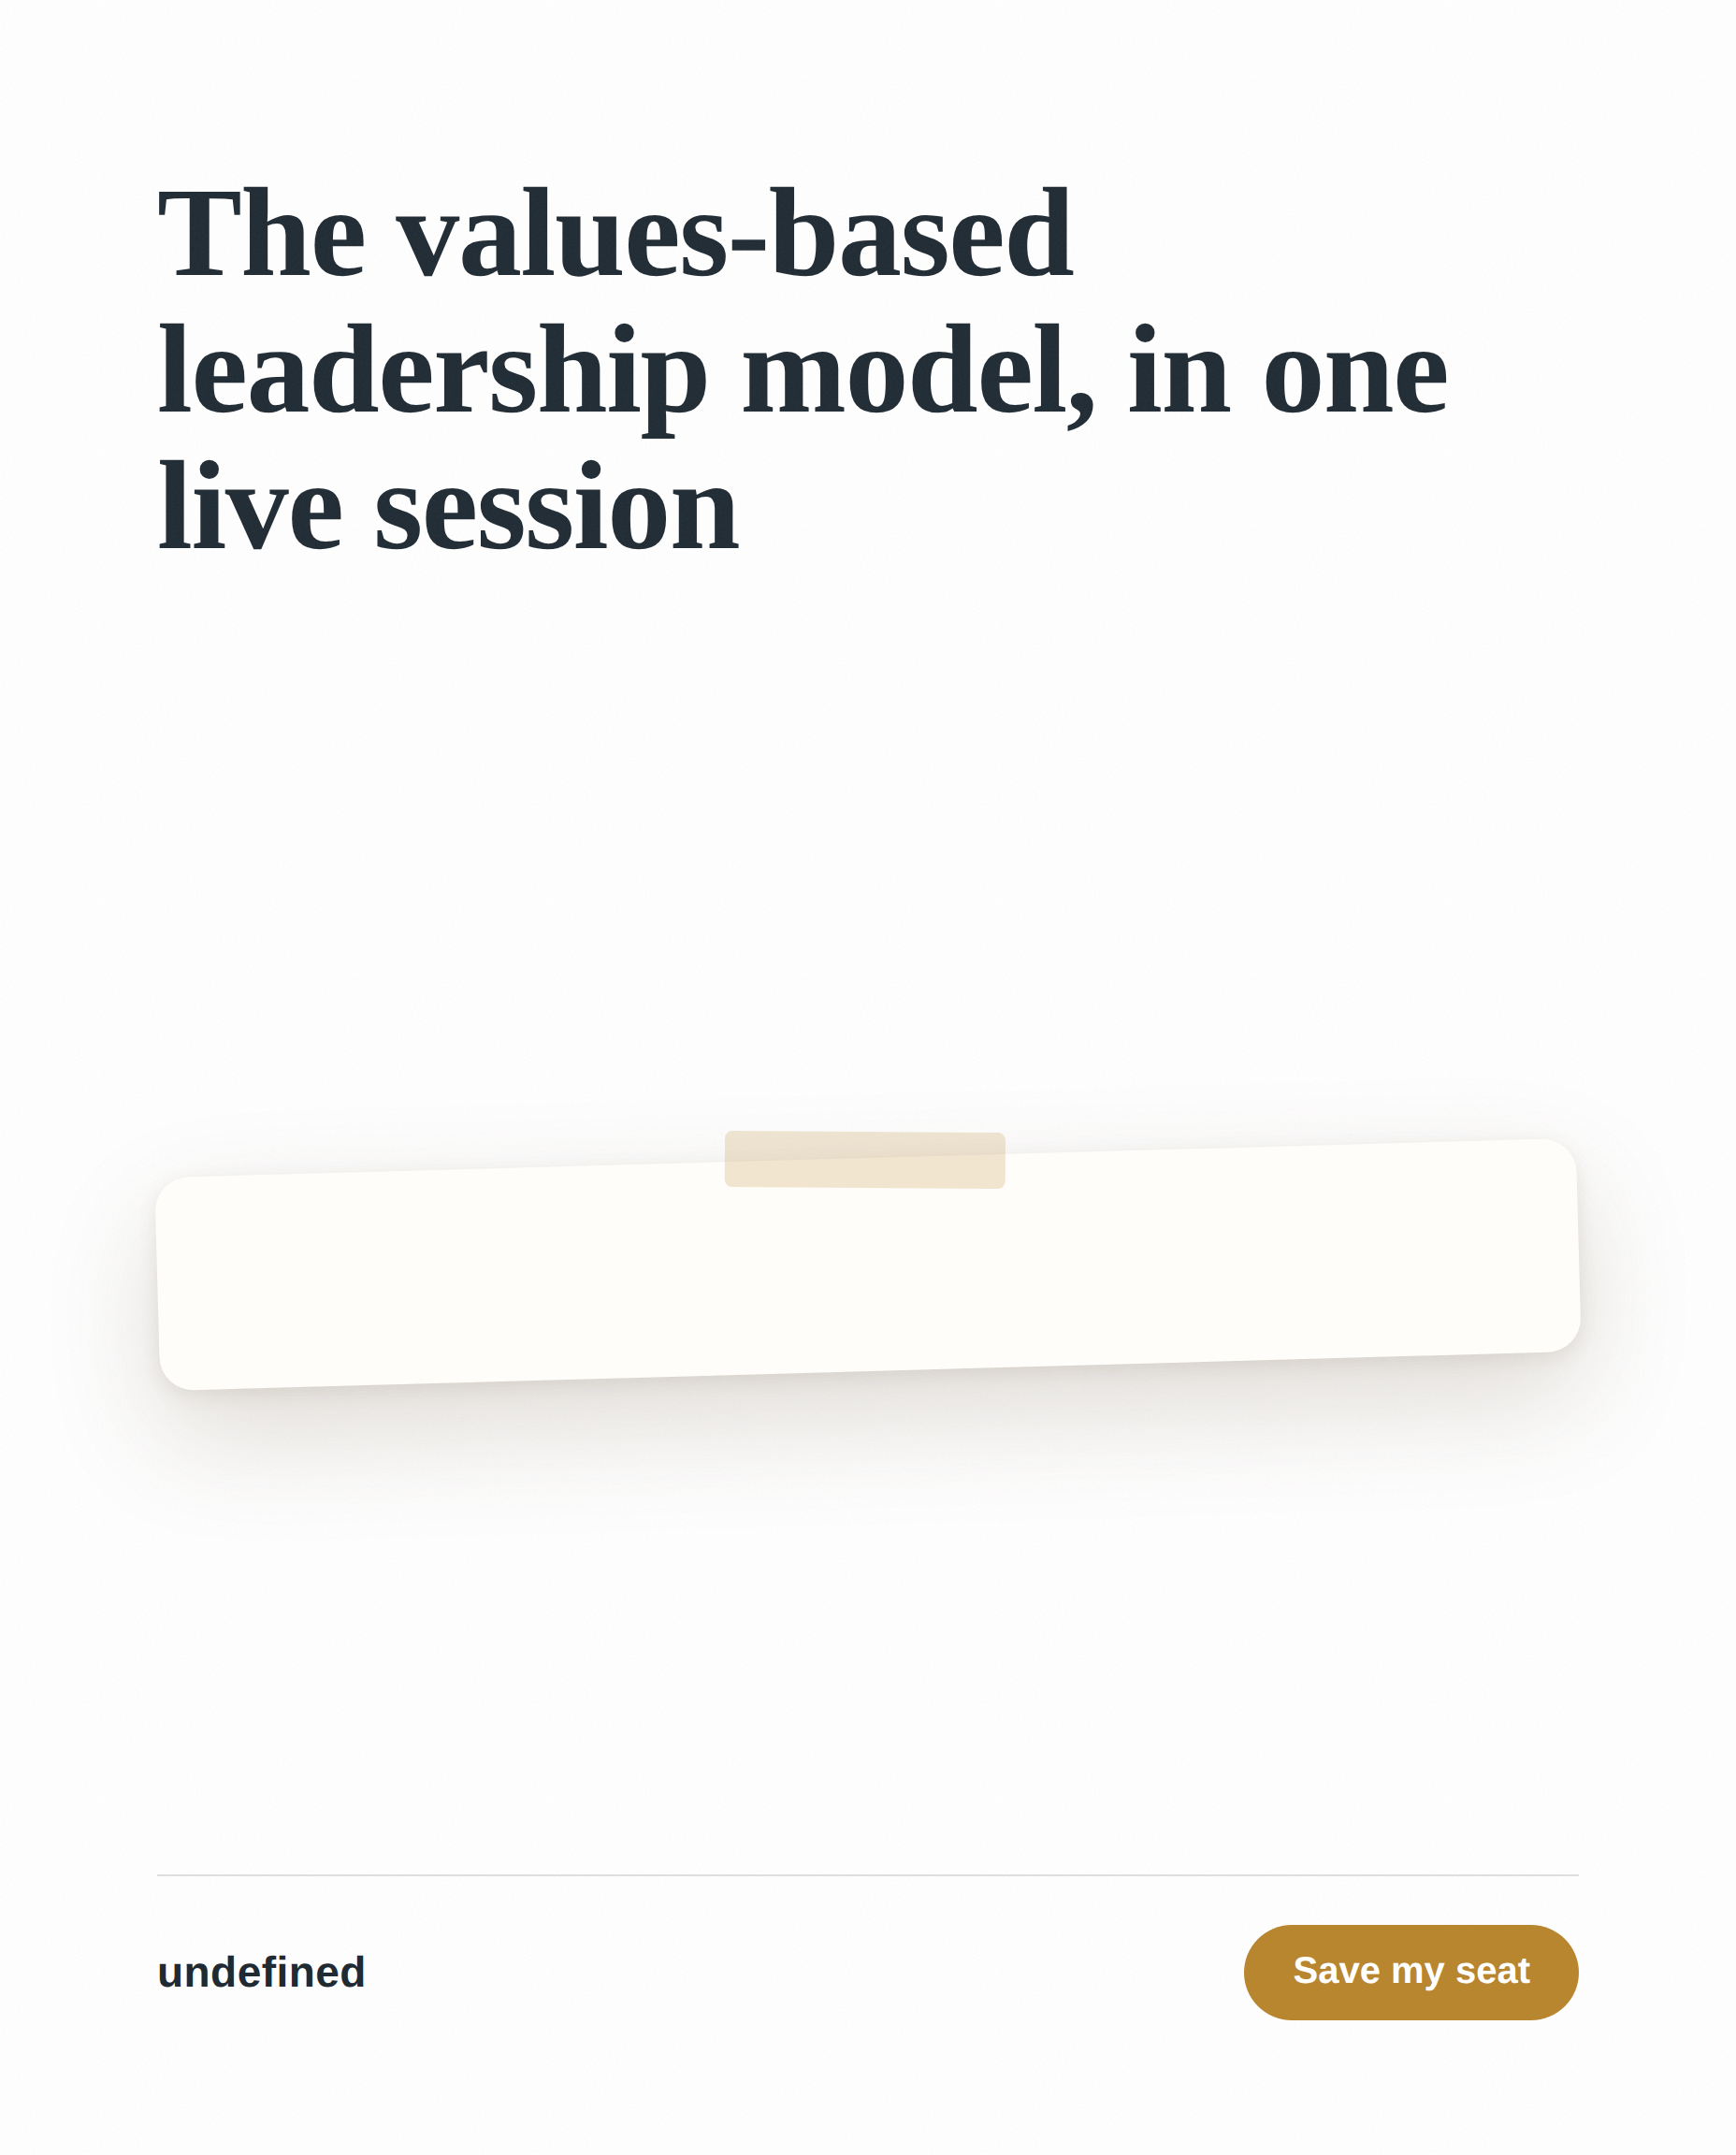 The values-based
leadership model, in one
live session
undefined
Save my seat